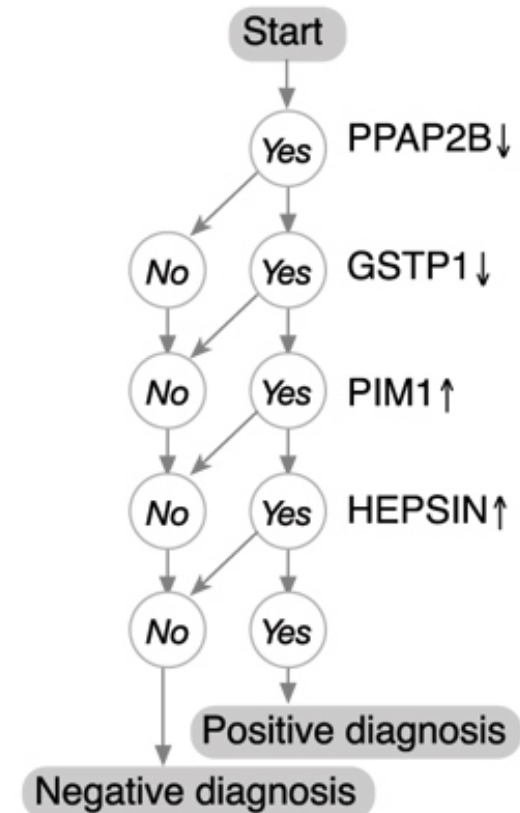 Start
Yes PPAP2B↓
No Yes GSTP1↓
No Yes PIM1↑
No Yes HEPSIN↑
No Yes
Positive diagnosis
Negative diagnosis